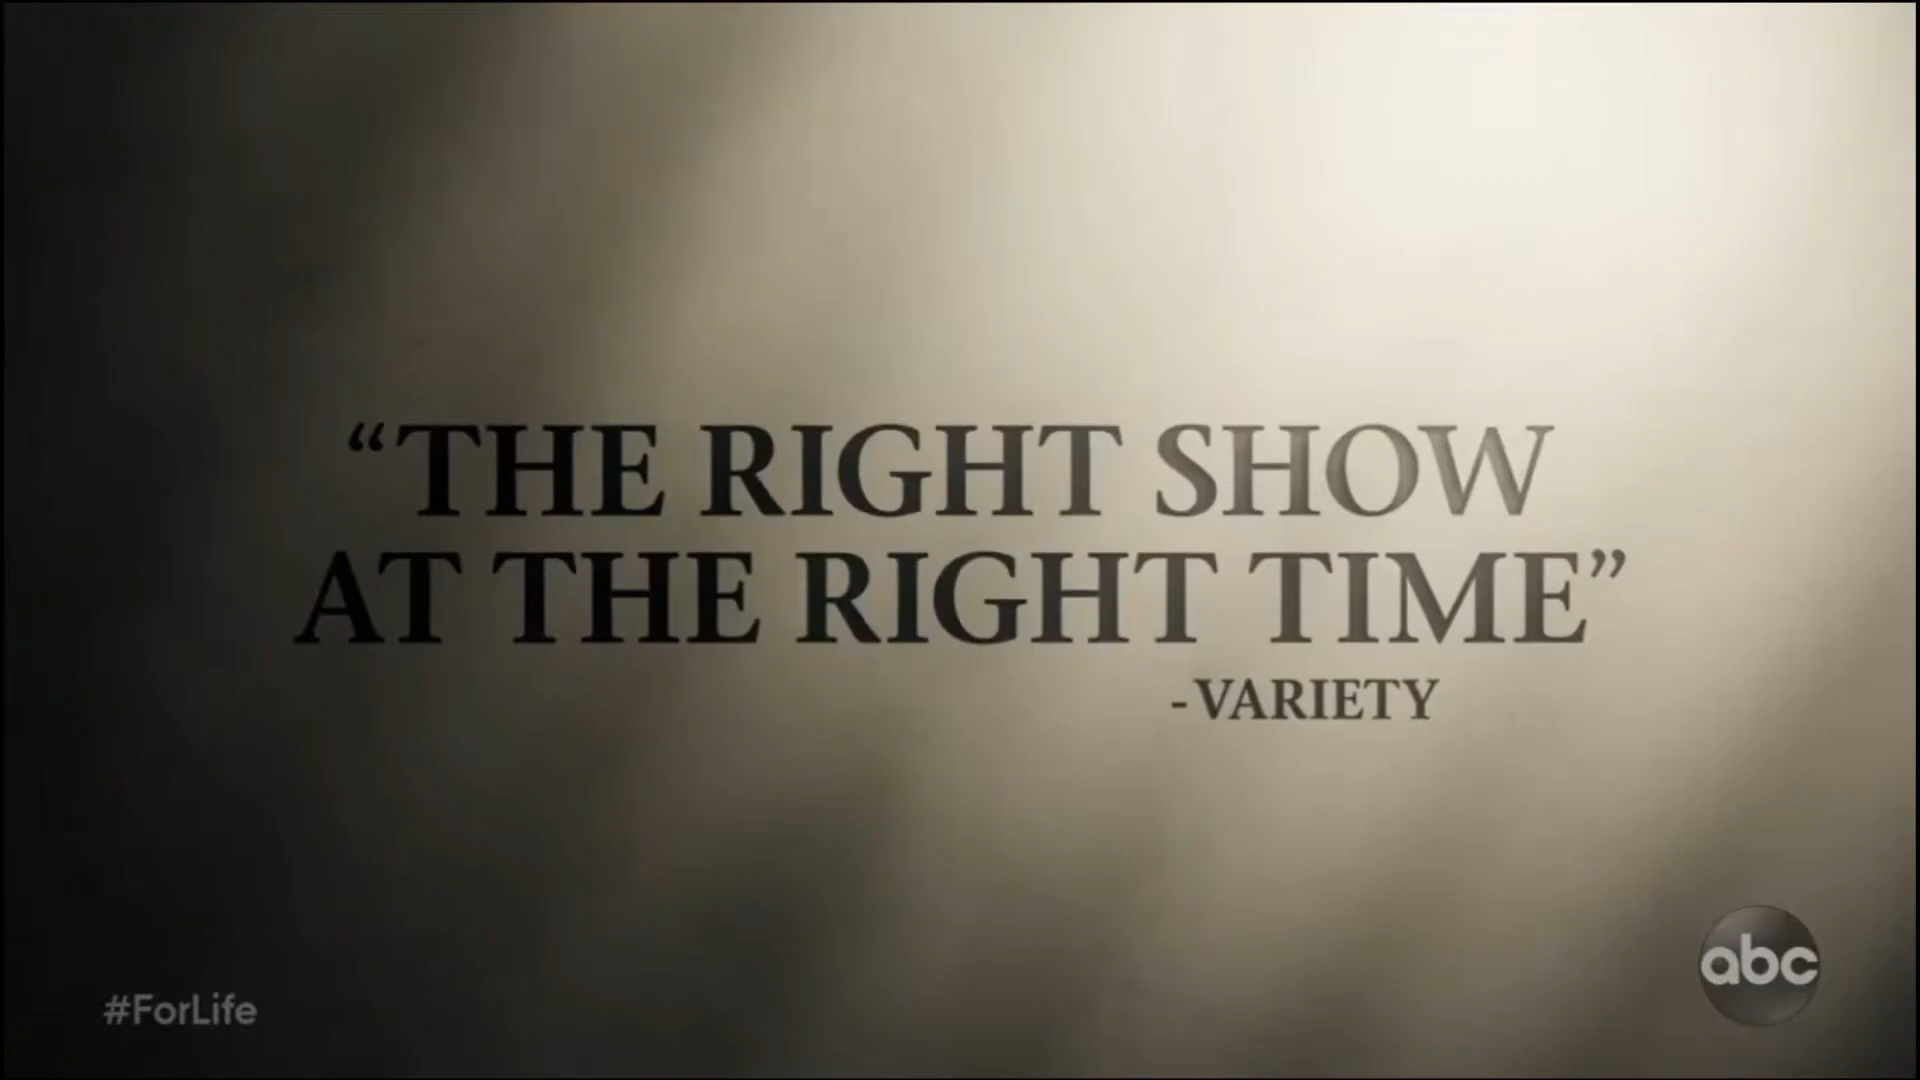 “THE RIGHT SHOW
AT THE RIGHT TIME”
-VARIETY
abc
#ForLife